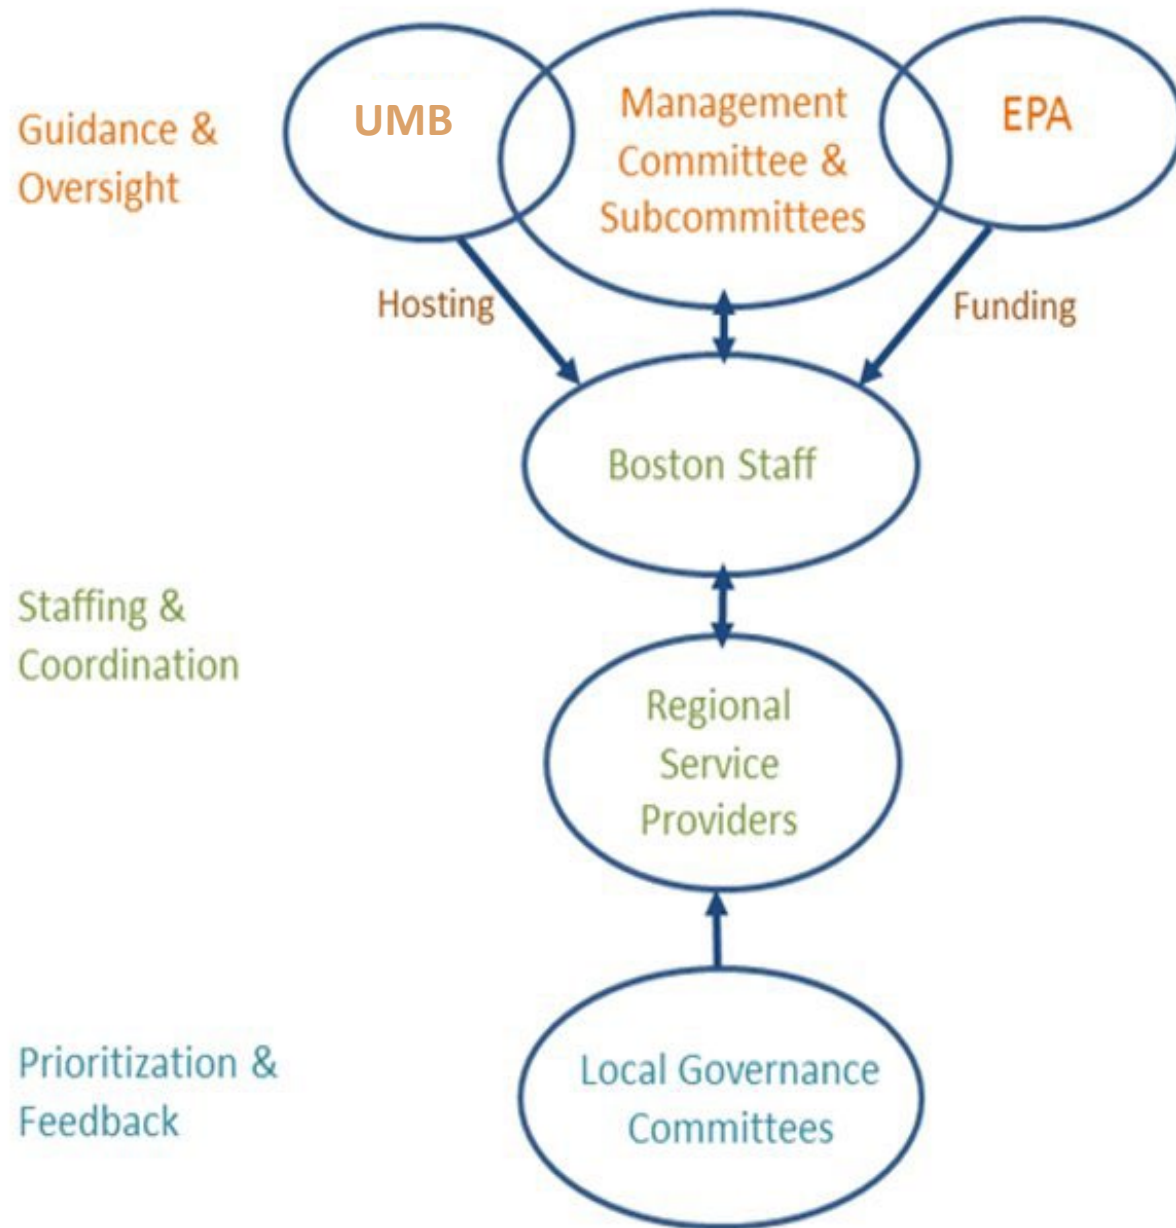 Guidance &
Oversight
UMB
Management
Committee &
Subcommittees
EPA
Hosting
Funding
Boston Staff
Staffing &
Coordination
Regional
Service
Providers
Prioritization &
Feedback
Local Governance
Committees